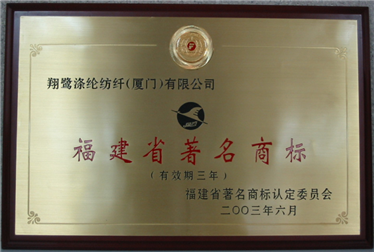 翔鹭涤纶纺纤(厦门)有限公司
福建省著名商标
(有效期三年)
福建省著名商标认定委员会
二〇〇三年六月